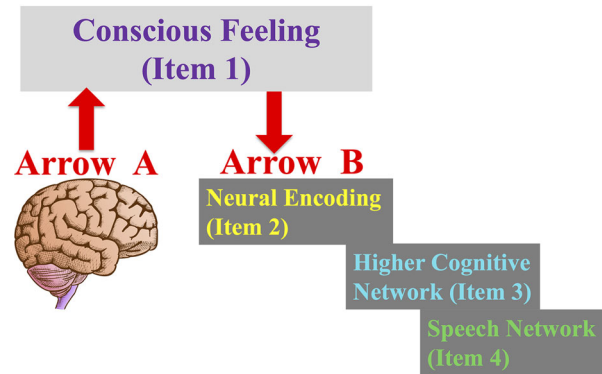 Conscious Feeling
(Item 1)
Arrow A
Arrow B
Neural Encoding
(Item 2)
Higher Cognitive
Network (Item 3)
Speech Network
(Item 4)